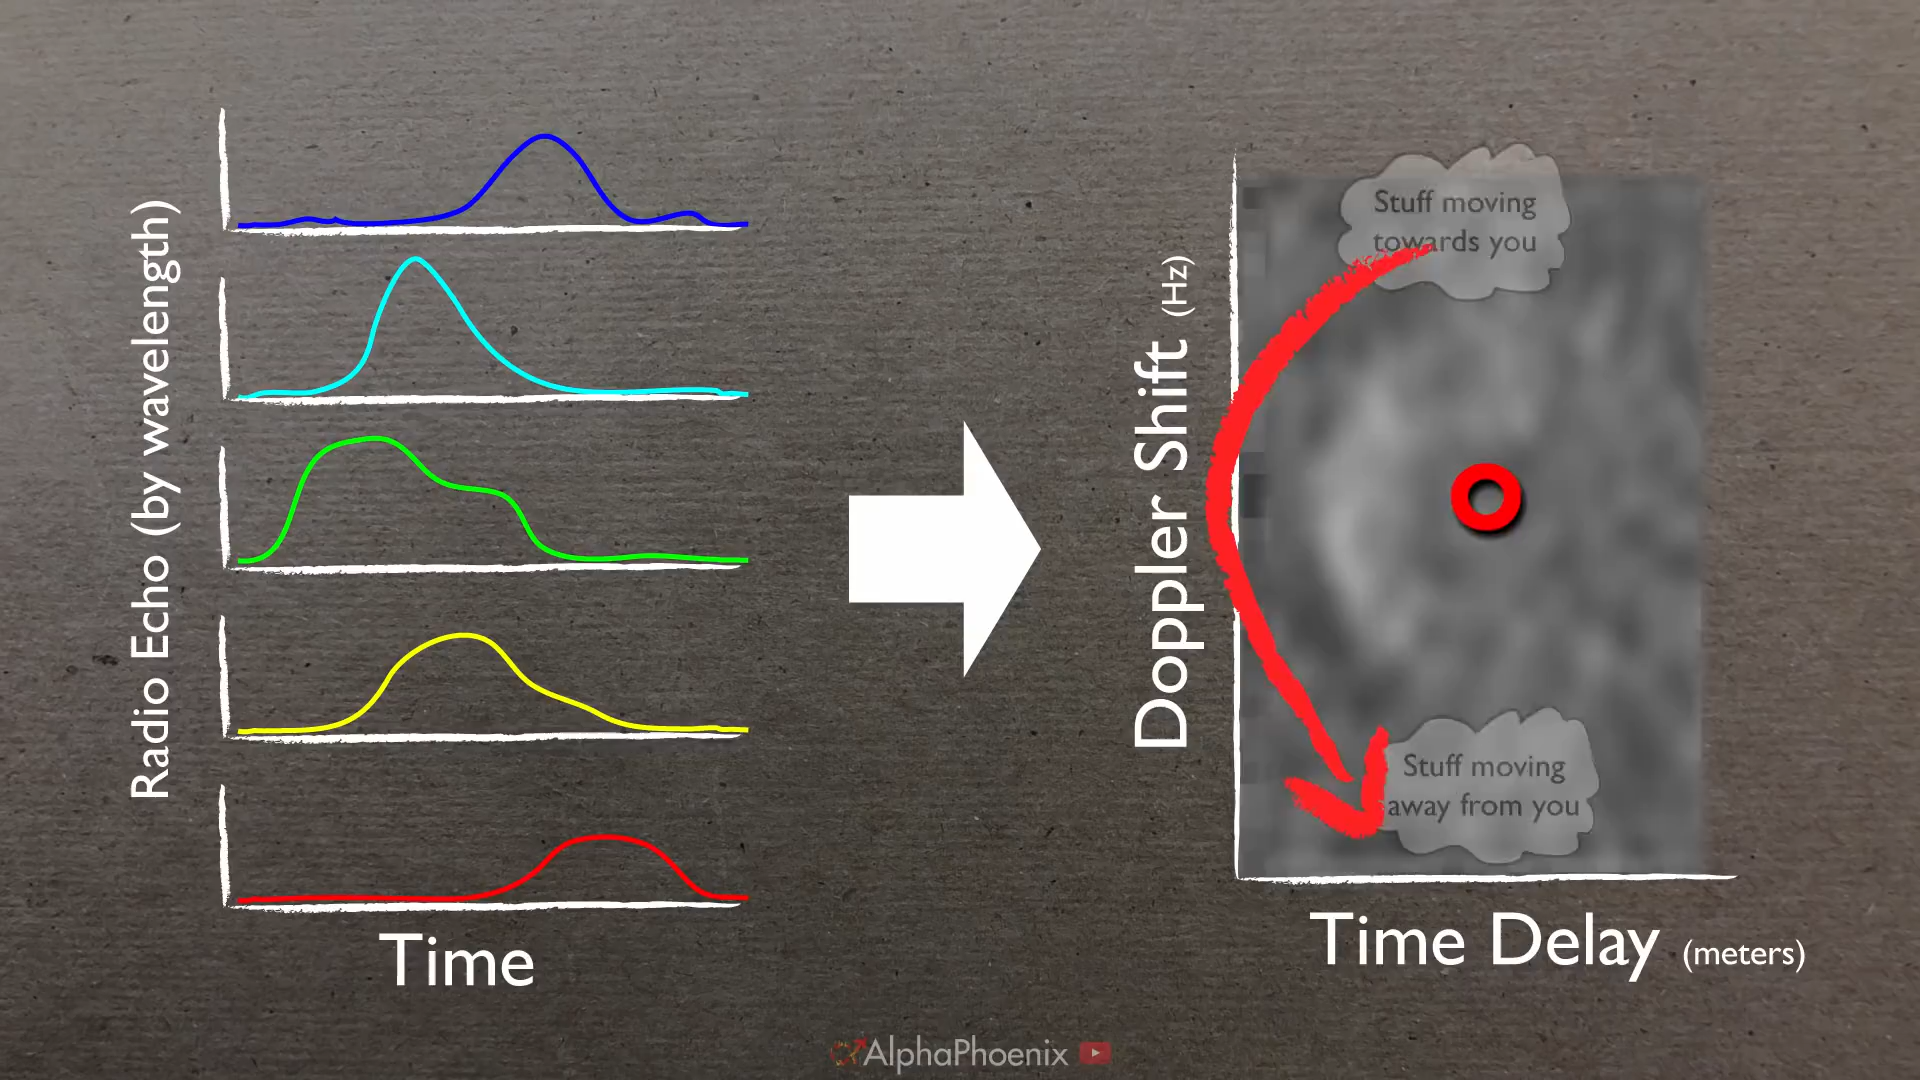 Radio Echo (by wavelength)
Time
Doppler Shift (Hz)
Stuff moving
towards you
Stuff moving
away from you
Time Delay (meters)
AlphaPhoenix